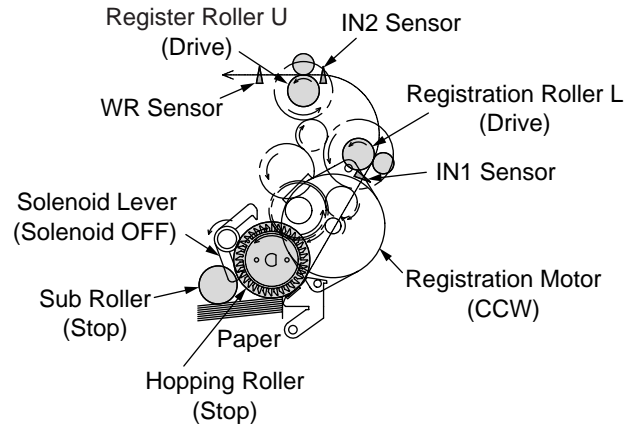 Register Roller U
(Drive)
IN2 Sensor
WR Sensor
Registration Roller L
(Drive)
IN1 Sensor
Solenoid Lever
(Solenoid OFF)
Registration Motor
(CCW)
Sub Roller
(Stop)
Paper
Hopping Roller
(Stop)